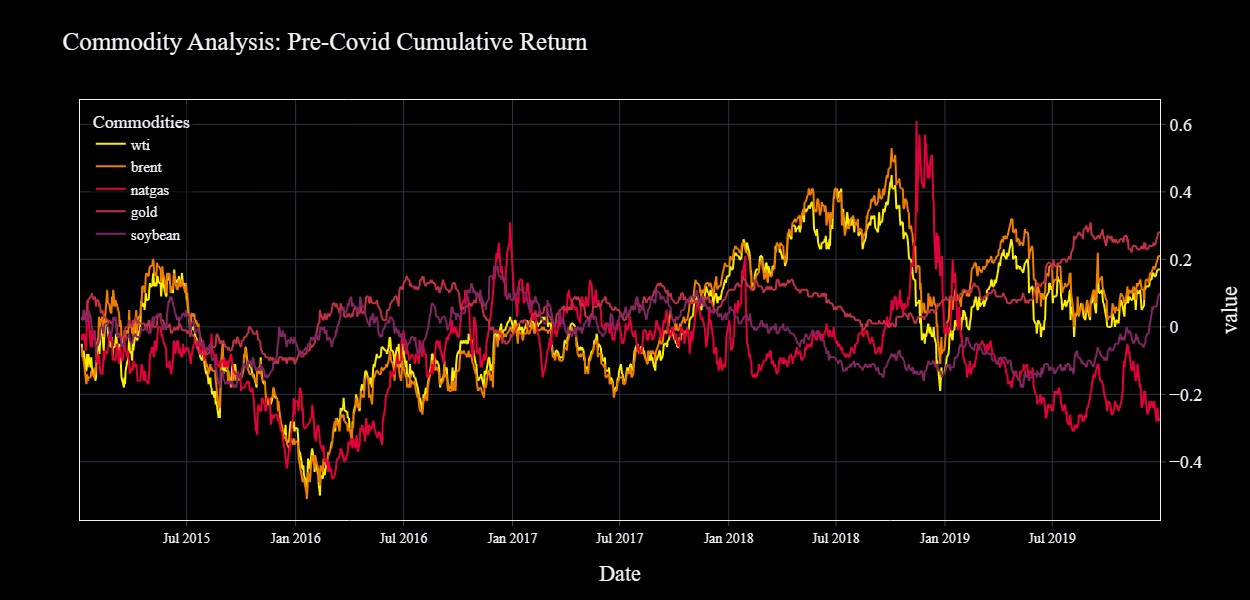 Commodity Analysis: Pre-Covid Cumulative Return
Commodities
wti
brent
natgas
gold
soybean
0.6
0.4
0.2
0
−0.2
−0.4
value
Jul 2015 Jan 2016 Jul 2016 Jan 2017 Jul 2017 Jan 2018 Jul 2018 Jan 2019 Jul 2019
Date